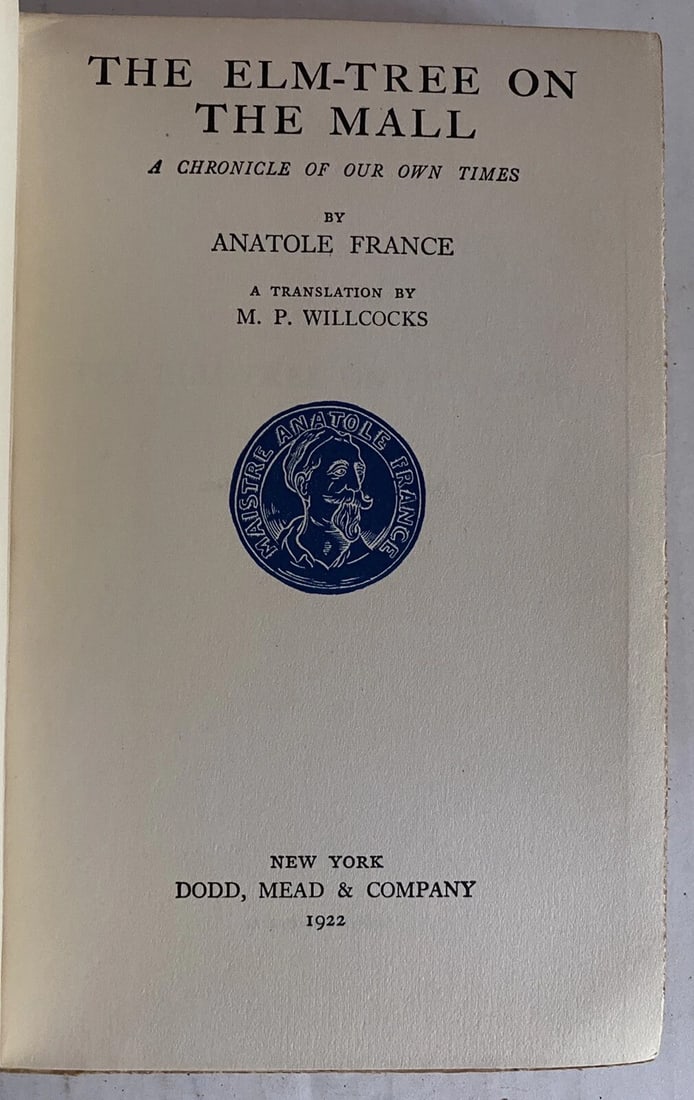 THE ELM-TREE ON
THE MALL
A CHRONICLE OF OUR OWN TIMES
BY
ANATOLE FRANCE
A TRANSLATION BY
M. P. WILLCOCKS
MAISTRE ANATOLE FRANCE
NEW YORK
DODD, MEAD & COMPANY
1922